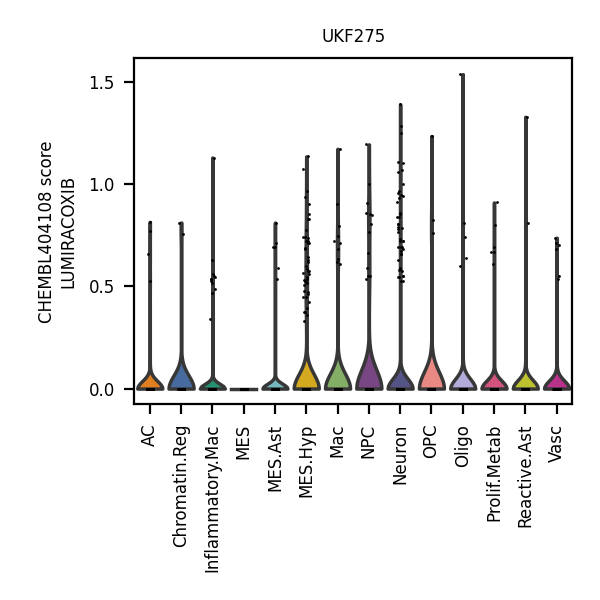 UKF275
CHEMBL404108 score
LUMIRACOXIB
1.5
1.0
0.5
0.0
AC
Chromatin.Reg
Inflammatory.Mac
MES
MES.Ast
MES.Hyp
Mac
NPC
Neuron
OPC
Oligo
Prolif.Metab
Reactive.Ast
Vasc